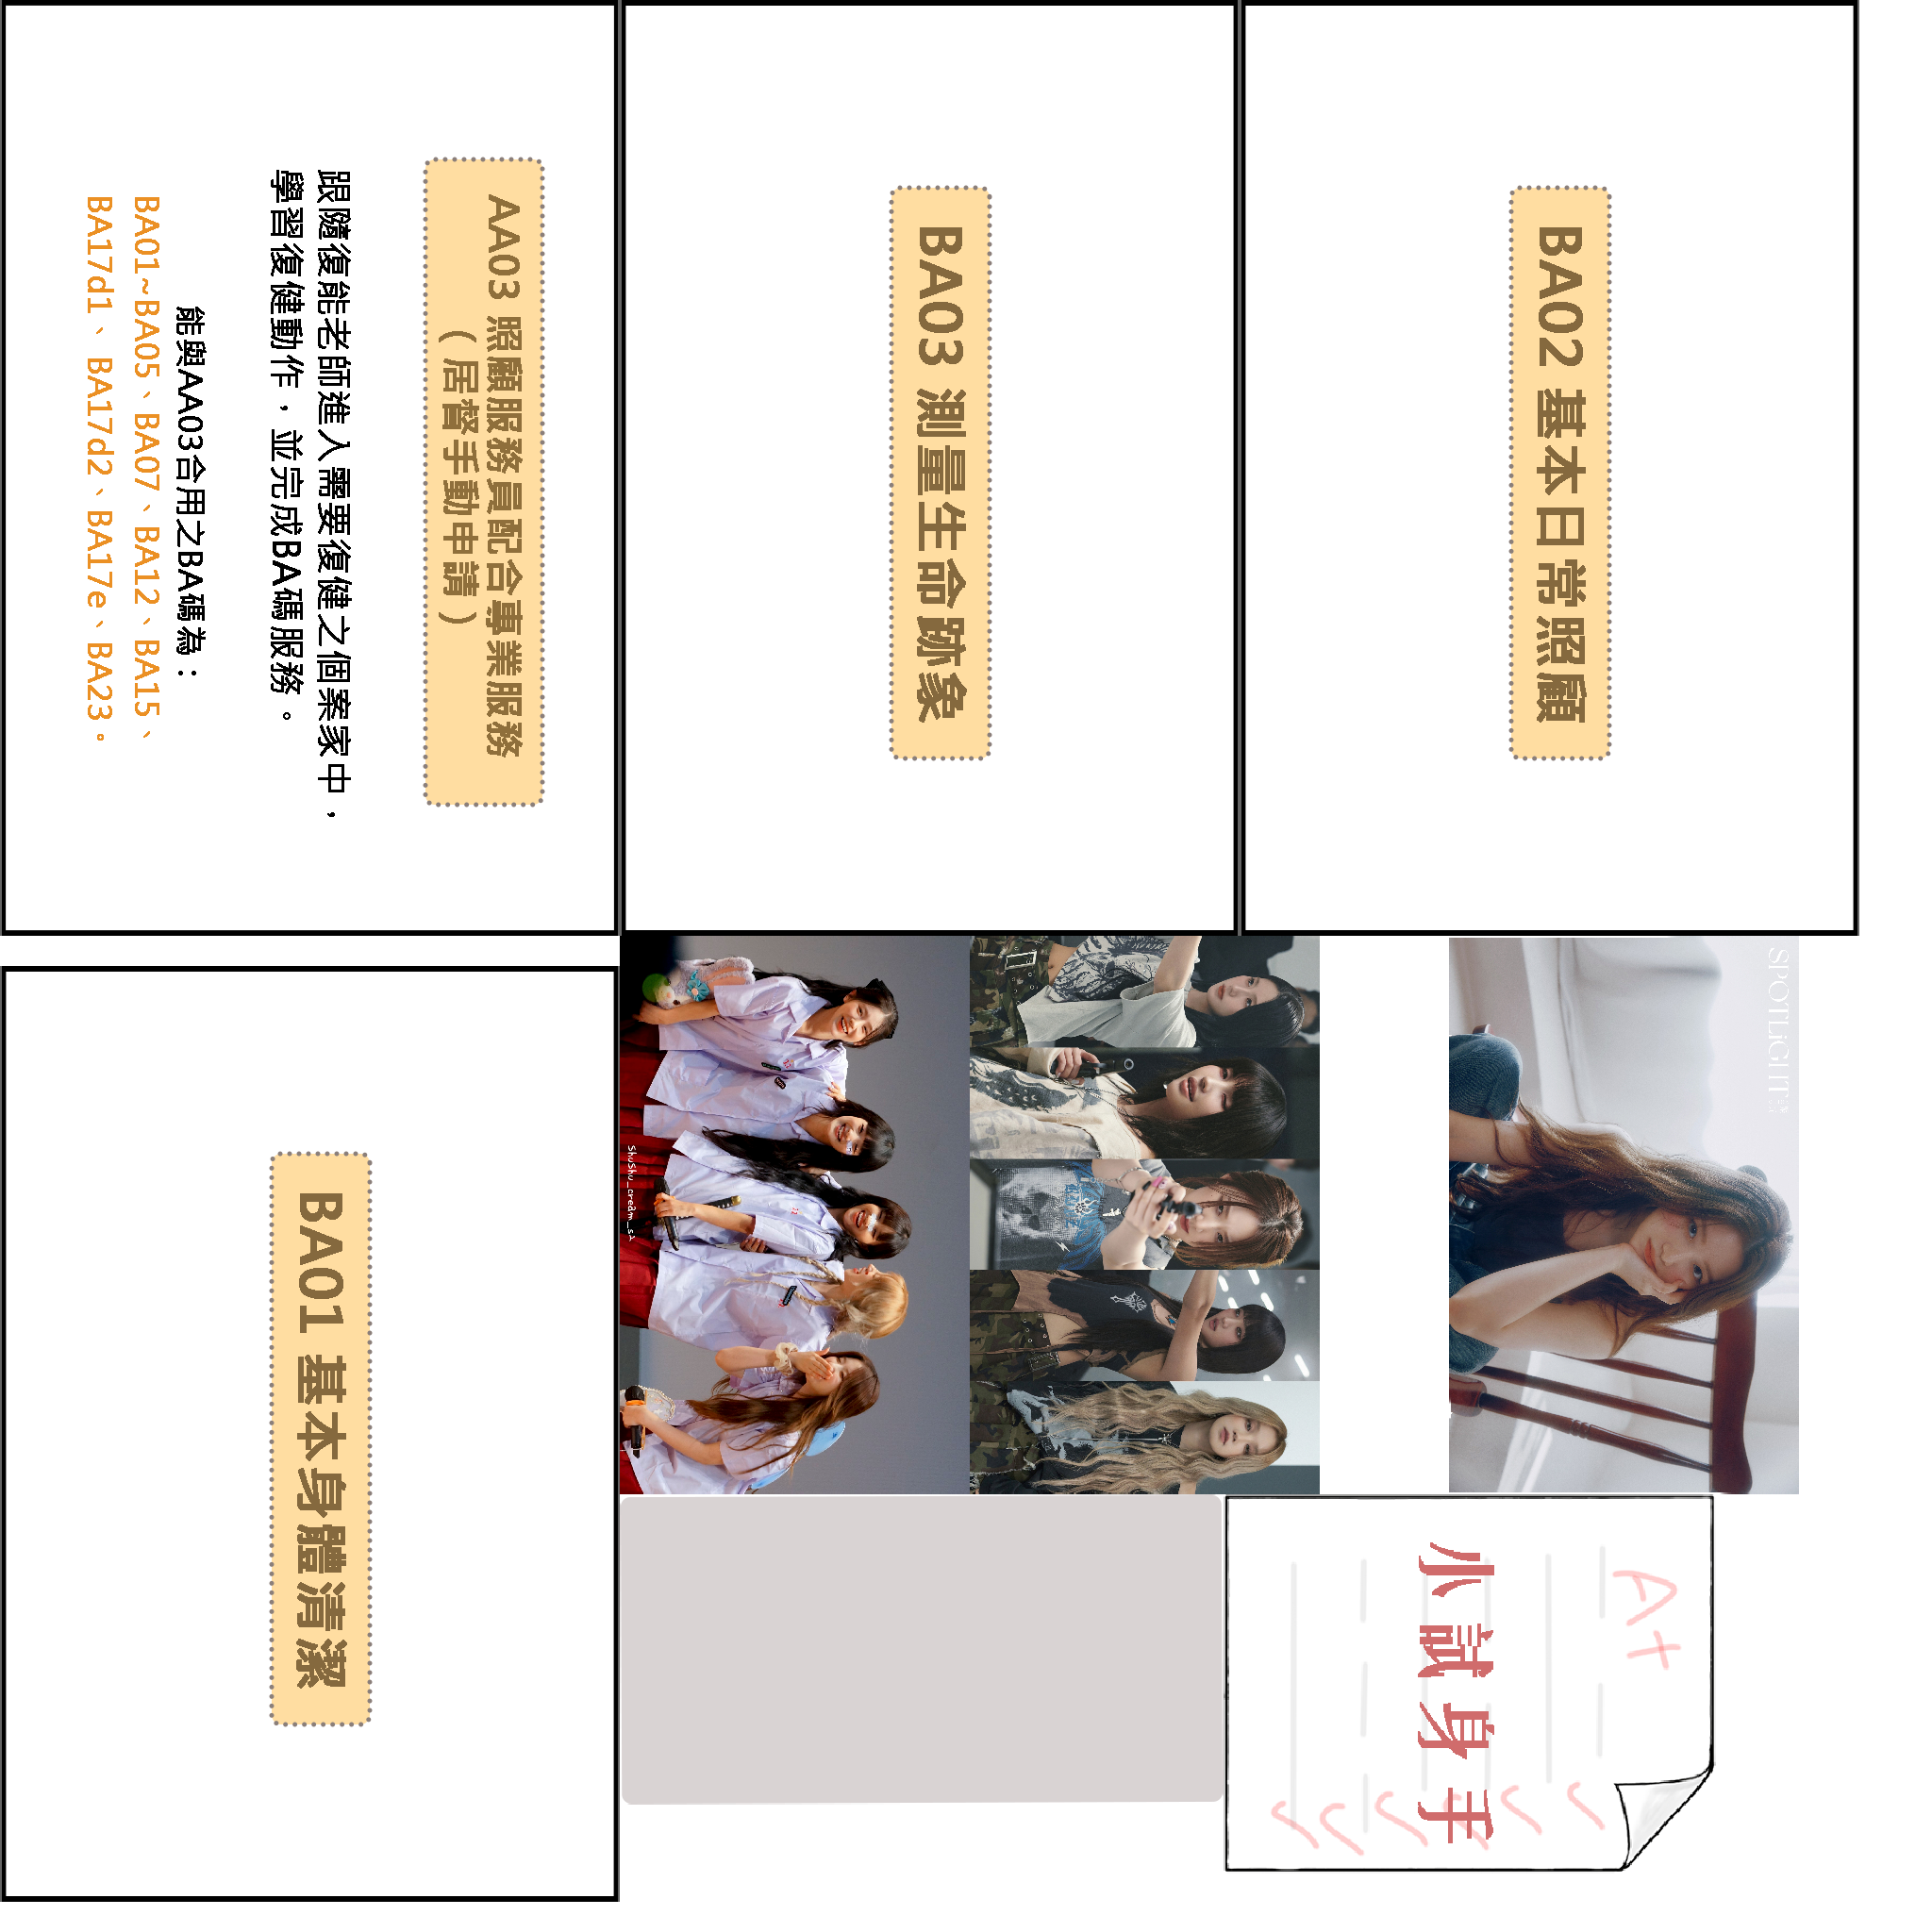 AA03 照顧服務員配合專業服務
（居督手動申請）
跟隨復能老師進入需要復健之個案家中，
學習復健動作，並完成BA碼服務。
能與AA03合用之BA碼為：
BA01~BA05、BA07、BA12、BA15、
BA17d1、BA17d2、BA17e、BA23。
BA03 測量生命跡象
BA02 基本日常照顧
BA01 基本身體清潔
ShuShu_cream_sA
SPOTLiGHT
A+
小試身手